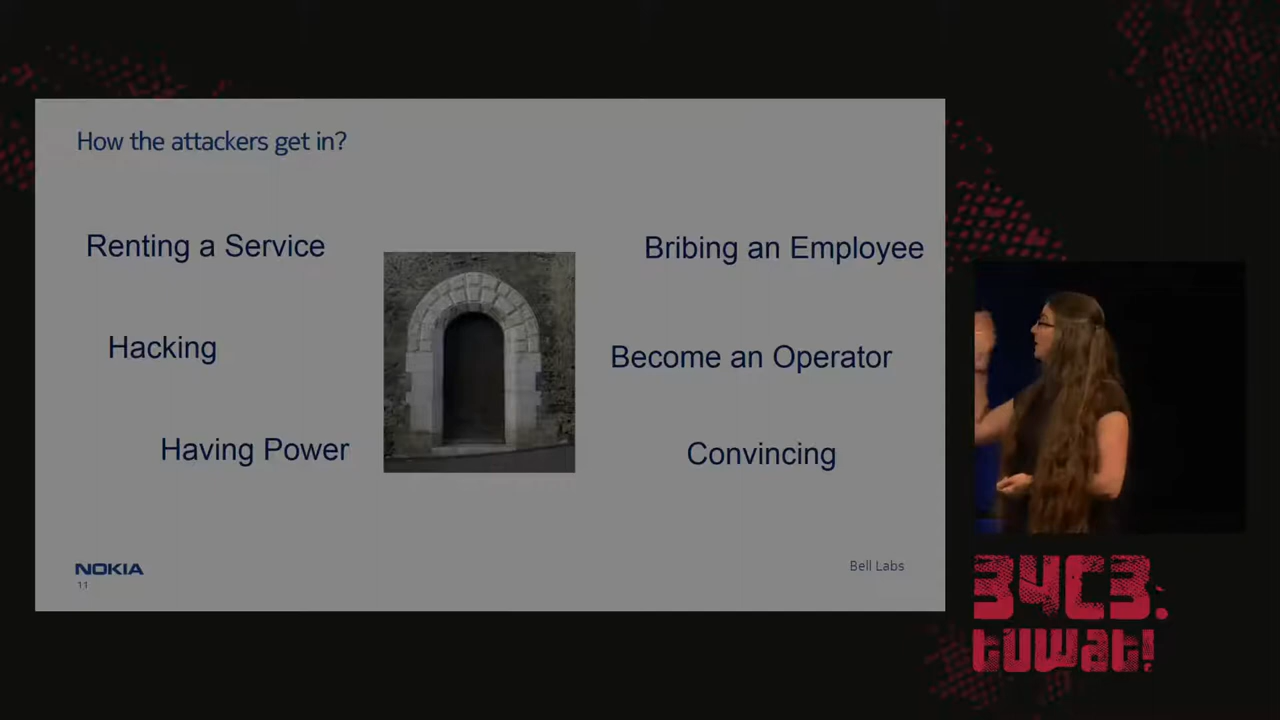 How the attackers get in?
Renting a Service
Bribing an Employee
Hacking
Become an Operator
Having Power
Convincing
NOKIA
11
Bell Labs
34C3.
tuwat!